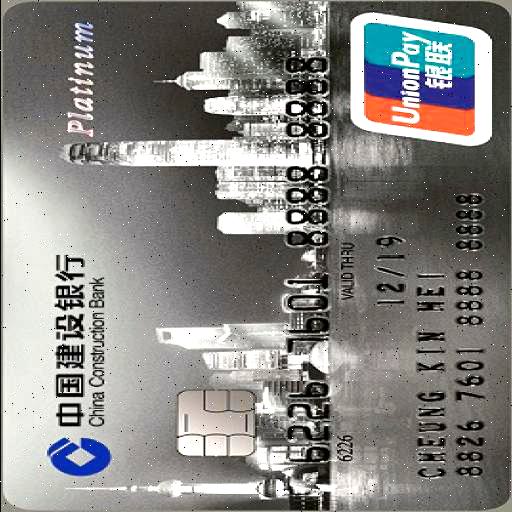 中国建设银行
China Construction Bank
Platinum
6226 7601 8888 8888
6226
VALID THRU
12/19
CHEUNG KIN MEI
8826 7601 8888 8888
UnionPay
银联